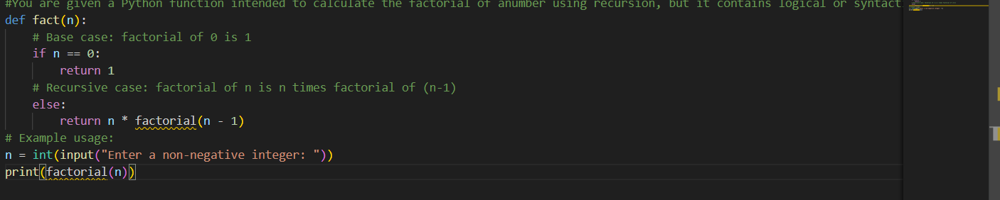 #You are given a Python function intended to calculate the factorial of anumber using recursion, but it contains logical or syntact
def fact(n):
    # Base case: factorial of 0 is 1
    if n == 0:
        return 1
    # Recursive case: factorial of n is n times factorial of (n-1)
    else:
        return n * factorial(n - 1)
# Example usage:
n = int(input("Enter a non-negative integer: "))
print(factorial(n))